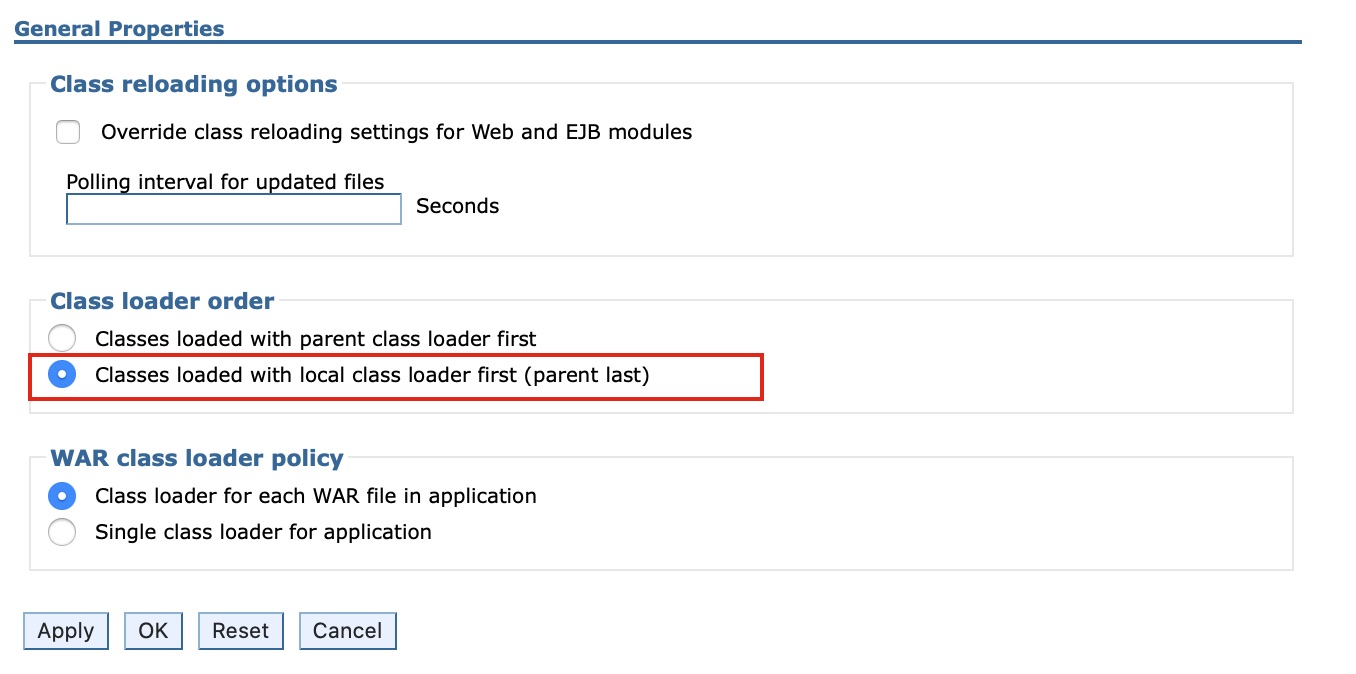 General Properties
Class reloading options
Override class reloading settings for Web and EJB modules
Polling interval for updated files
Seconds
Class loader order
Classes loaded with parent class loader first
Classes loaded with local class loader first (parent last)
WAR class loader policy
Class loader for each WAR file in application
Single class loader for application
Apply OK Reset Cancel